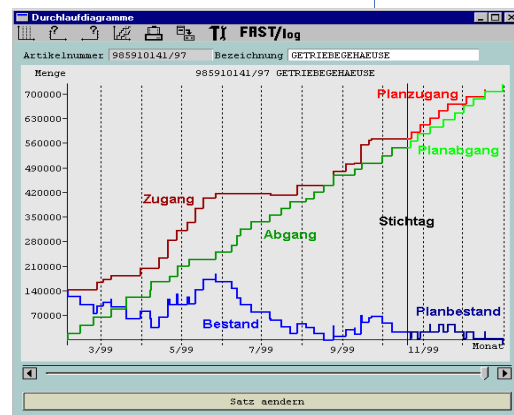 Durchlaufdiagramme
FAST/log
Artikelnummer 985910141/97 Bezeichnung GETRIEBEGEHAEUSE
Menge 985910141/97 GETRIEBEGEHAEUSE
700000
630000
560000
490000
420000
350000
280000
210000
140000
70000
Planzugang
Planabgang
Zugang
Stichtag
Abgang
Planbestand
Bestand
3/99 5/99 7/99 9/99 11/99 Monat
Satz aendern